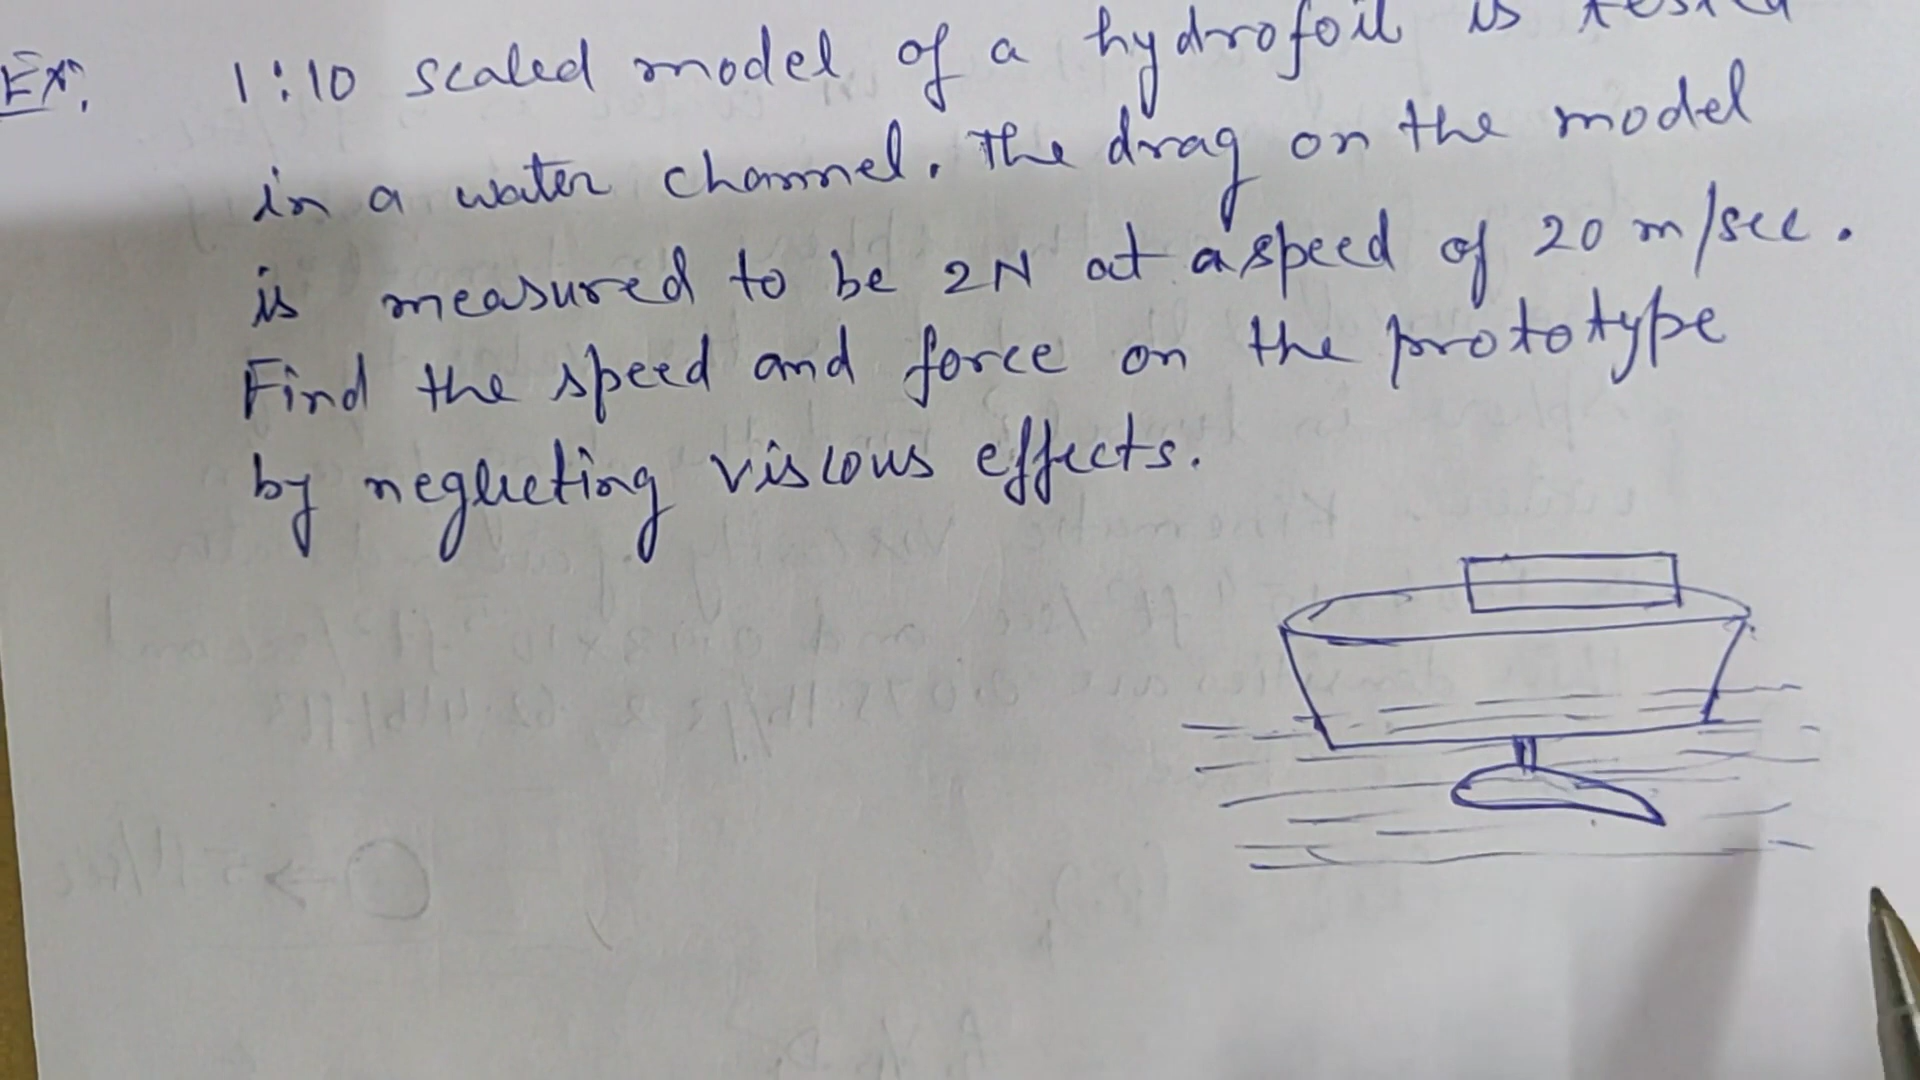 Ex. 1:10 scaled model of a hydrofoil is tested
in a water channel. The drag on the model
is measured to be 2N at a speed of 20 m/sec.
Find the speed and force on the prototype
by neglecting viscous effects.